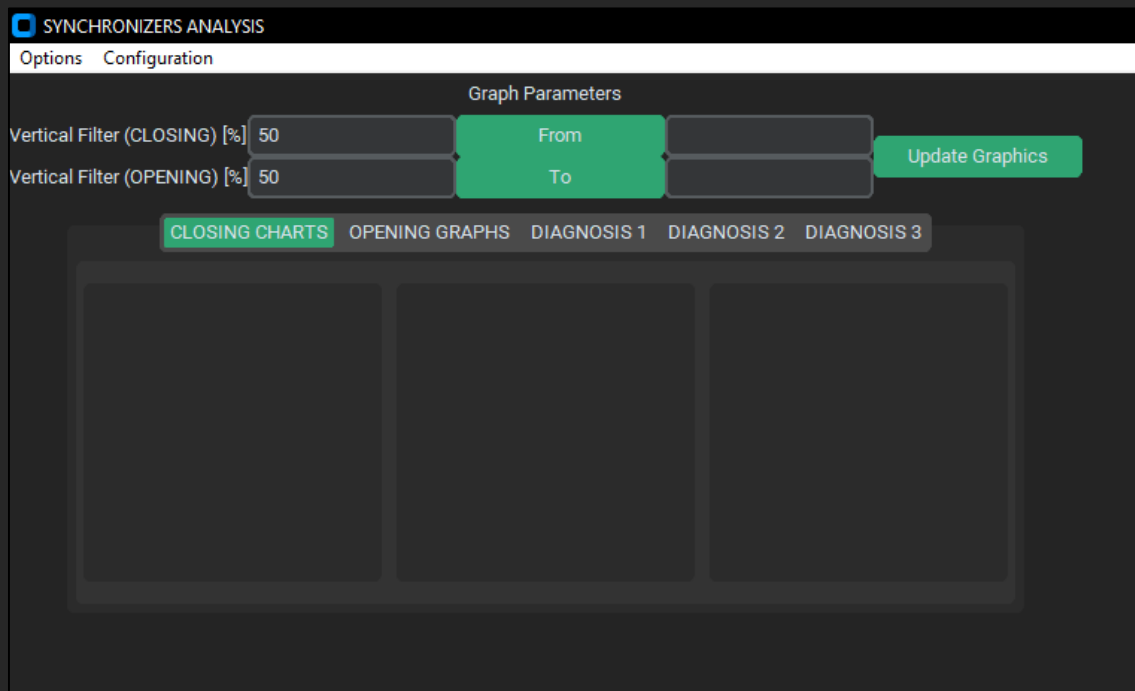 SYNCHRONIZERS ANALYSIS
Options Configuration
Graph Parameters
Vertical Filter (CLOSING) [%] 50 From
Update Graphics
Vertical Filter (OPENING) [%] 50 To
CLOSING CHARTS OPENING GRAPHS DIAGNOSIS 1 DIAGNOSIS 2 DIAGNOSIS 3